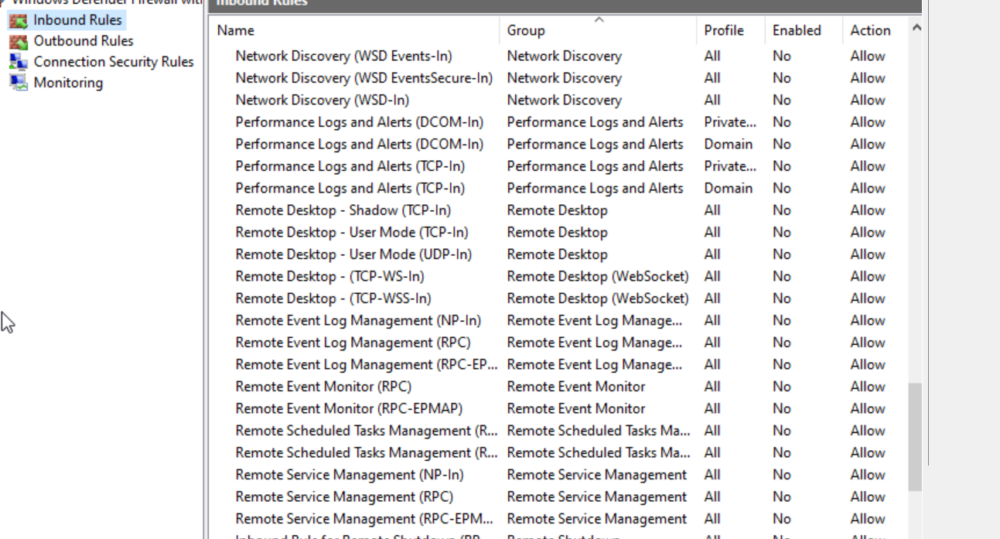 Windows Defender Firewall with
Inbound Rules
Outbound Rules
Connection Security Rules
Monitoring
Inbound Rules
Name Group Profile Enabled Action
Network Discovery (WSD Events-In) Network Discovery All No Allow
Network Discovery (WSD EventsSecure-In) Network Discovery All No Allow
Network Discovery (WSD-In) Network Discovery All No Allow
Performance Logs and Alerts (DCOM-In) Performance Logs and Alerts Private... No Allow
Performance Logs and Alerts (DCOM-In) Performance Logs and Alerts Domain No Allow
Performance Logs and Alerts (TCP-In) Performance Logs and Alerts Private... No Allow
Performance Logs and Alerts (TCP-In) Performance Logs and Alerts Domain No Allow
Remote Desktop - Shadow (TCP-In) Remote Desktop All No Allow
Remote Desktop - User Mode (TCP-In) Remote Desktop All No Allow
Remote Desktop - User Mode (UDP-In) Remote Desktop All No Allow
Remote Desktop - (TCP-WS-In) Remote Desktop (WebSocket) All No Allow
Remote Desktop - (TCP-WSS-In) Remote Desktop (WebSocket) All No Allow
Remote Event Log Management (NP-In) Remote Event Log Manage... All No Allow
Remote Event Log Management (RPC) Remote Event Log Manage... All No Allow
Remote Event Log Management (RPC-EP... Remote Event Log Manage... All No Allow
Remote Event Monitor (RPC) Remote Event Monitor All No Allow
Remote Event Monitor (RPC-EPMAP) Remote Event Monitor All No Allow
Remote Scheduled Tasks Management (R... Remote Scheduled Tasks Ma... All No Allow
Remote Scheduled Tasks Management (R... Remote Scheduled Tasks Ma... All No Allow
Remote Service Management (NP-In) Remote Service Management All No Allow
Remote Service Management (RPC) Remote Service Management All No Allow
Remote Service Management (RPC-EPM... Remote Service Management All No Allow
Inbound Rule for Remote Shutdown (RP... Remote Shutdown All No Allow